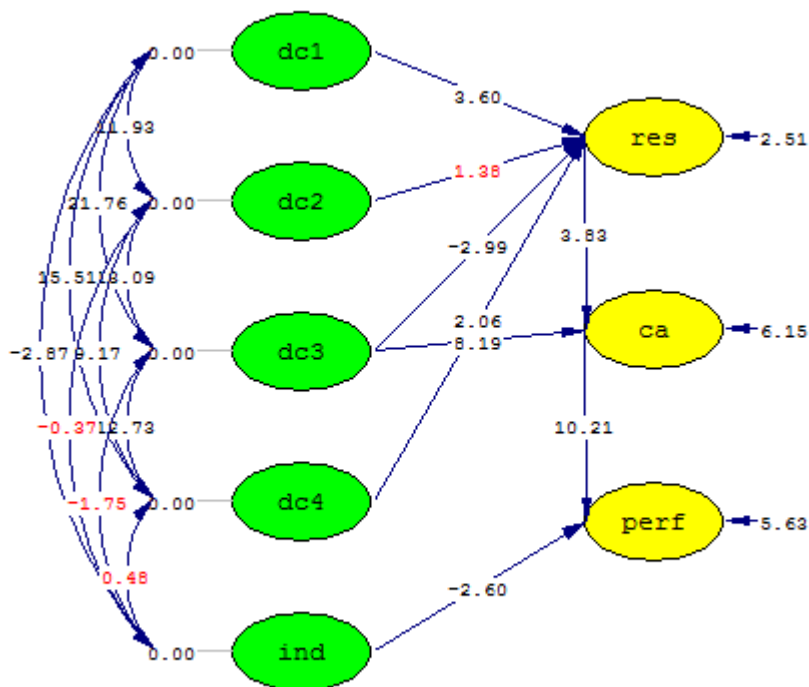 0.00 dc1
3.60
11.93
res 2.51
1.38
21.76 0.00 dc2
3.83
-2.99
15.51 13.09
2.06
8.19
ca 6.15
-2.87 9.17 0.00 dc3
-0.37 12.73
10.21
-1.75 0.00 dc4
perf 5.63
0.48
-2.60
0.00 ind